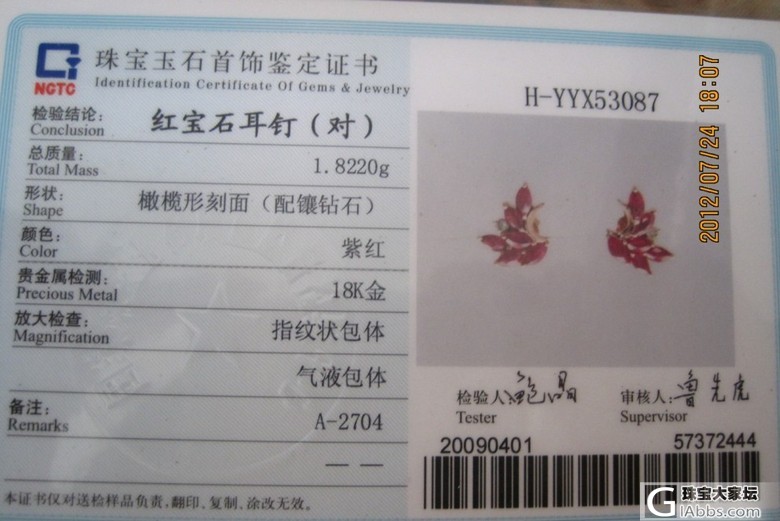 珠宝玉石首饰鉴定证书
Identification Certificate Of Gems & Jewelry
NGTC
检验结论:
Conclusion
红宝石耳钉(对)
总质量:
Total Mass
1.8220g
形状:
Shape
橄榄形刻面(配镶钻石)
颜色:
Color
紫红
贵金属检测:
Precious Metal
18K金
放大检查:
Magnification
指纹状包体
气液包体
备注:
Remarks
A-2704
— —
本证书仅对送检样品负责,翻印、复制、涂改无效。
H-YYX53087
2012/07/24 18:07
检验人:
Tester
审核人:鲁先虎
Supervisor
20090401
57372444
珠宝大家坛
GIAbbs.com